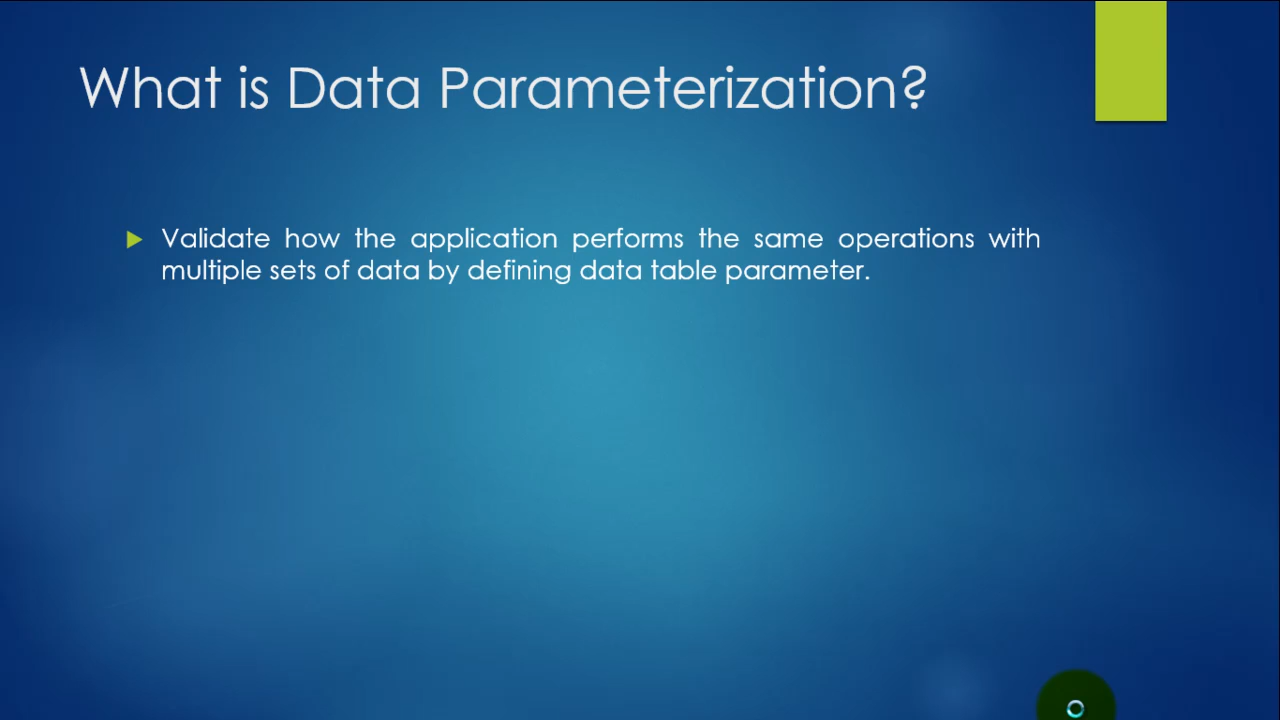 What is Data Parameterization?
Validate how the application performs the same operations with
multiple sets of data by defining data table parameter.